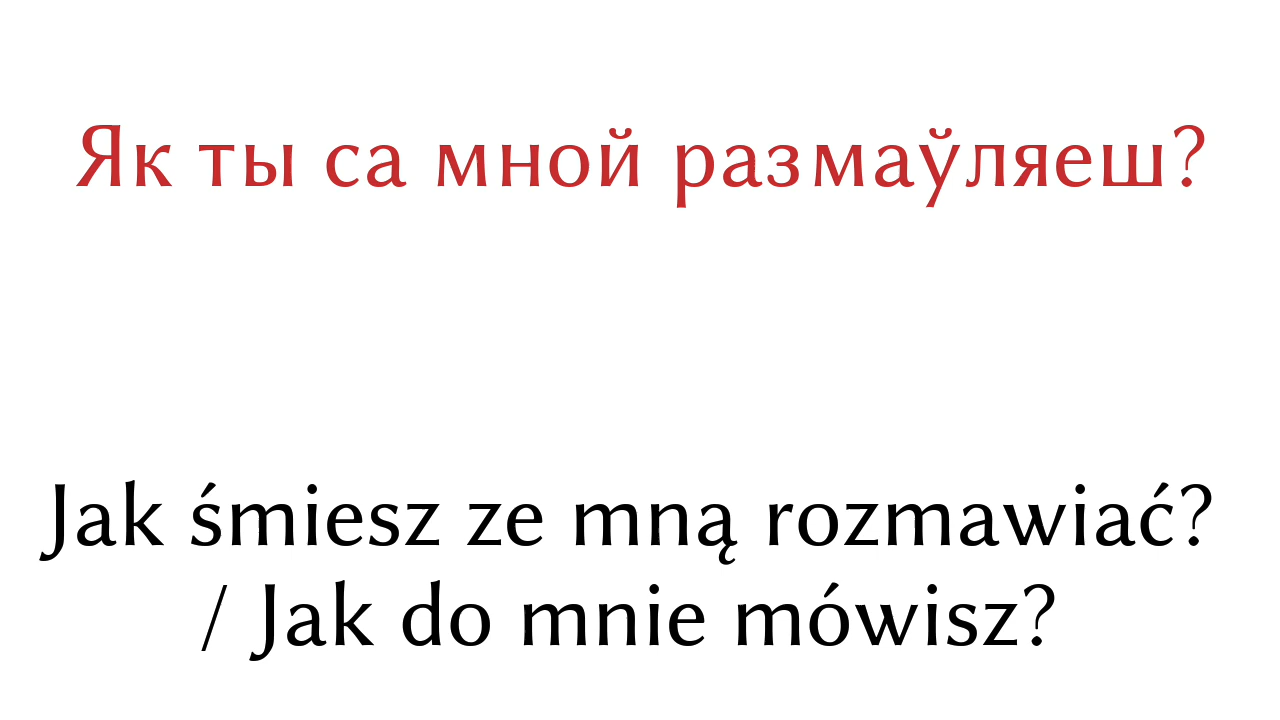 Як ты са мной размаўляеш?
Jak śmiesz ze mną rozmawiać?
/ Jak do mnie mówisz?